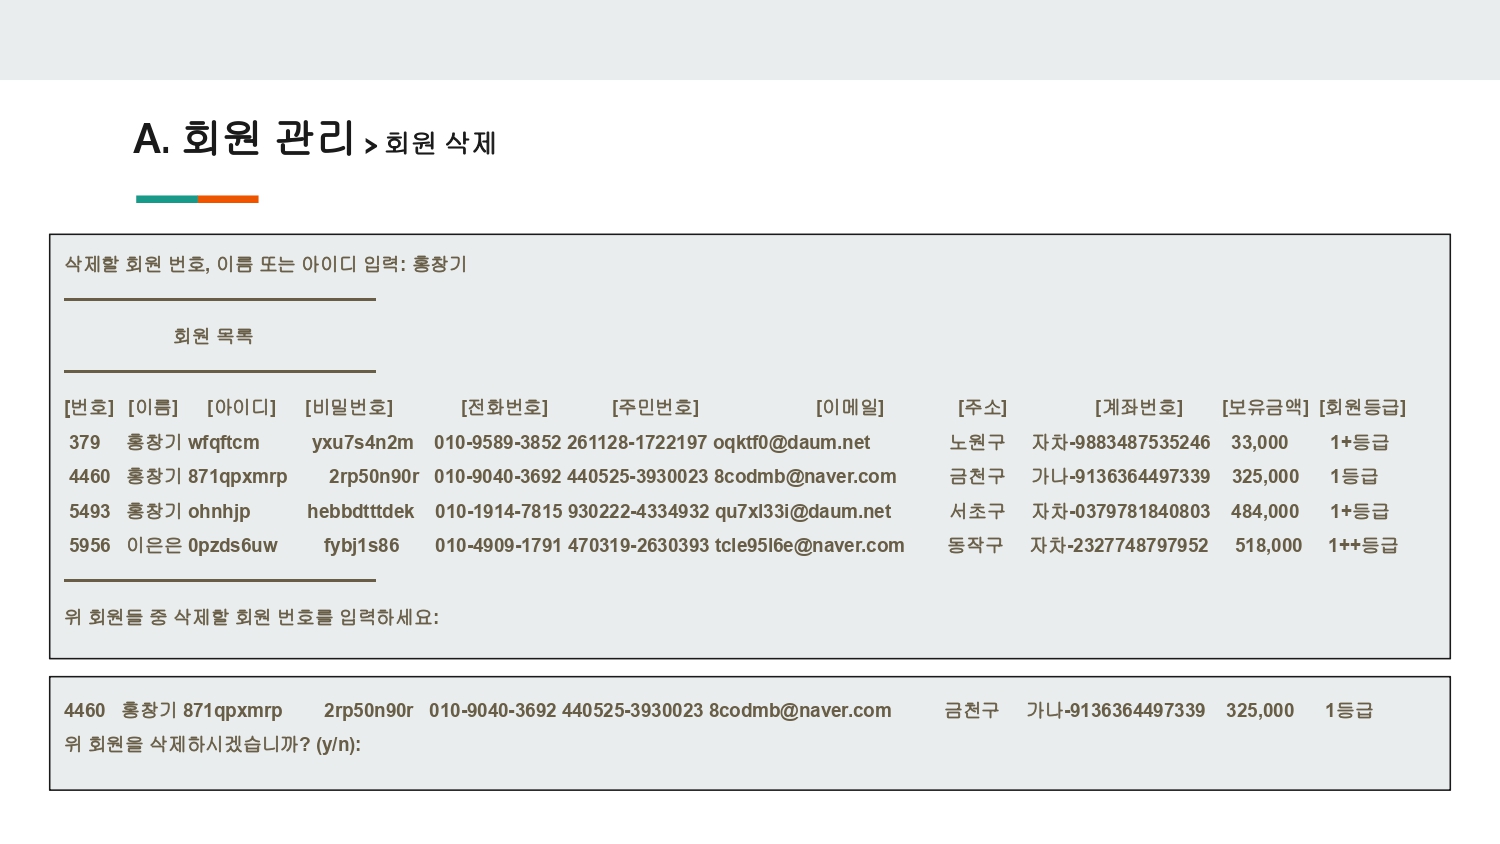 A. 회원 관리 > 회원 삭제
삭제할 회원 번호, 이름 또는 아이디 입력: 홍창기
회원 목록
[번호] [이름] [아이디] [비밀번호] [전화번호] [주민번호] [이메일] [주소] [계좌번호] [보유금액] [회원등급]
379 홍창기 wfqftcm yxu7s4n2m 010-9589-3852 261128-1722197 oqktf0@daum.net 노원구 자차-9883487535246 33,000 1+등급
4460 홍창기 871qpxmrp 2rp50n90r 010-9040-3692 440525-3930023 8codmb@naver.com 금천구 가나-9136364497339 325,000 1등급
5493 홍창기 ohnhjp hebbdtttdek 010-1914-7815 930222-4334932 qu7xl33i@daum.net 서초구 자차-0379781840803 484,000 1+등급
5956 이은은 0pzds6uw fybj1s86 010-4909-1791 470319-2630393 tcle95l6e@naver.com 동작구 자차-2327748797952 518,000 1++등급
위 회원들 중 삭제할 회원 번호를 입력하세요:
4460 홍창기 871qpxmrp 2rp50n90r 010-9040-3692 440525-3930023 8codmb@naver.com 금천구 가나-9136364497339 325,000 1등급
위 회원을 삭제하시겠습니까? (y/n):